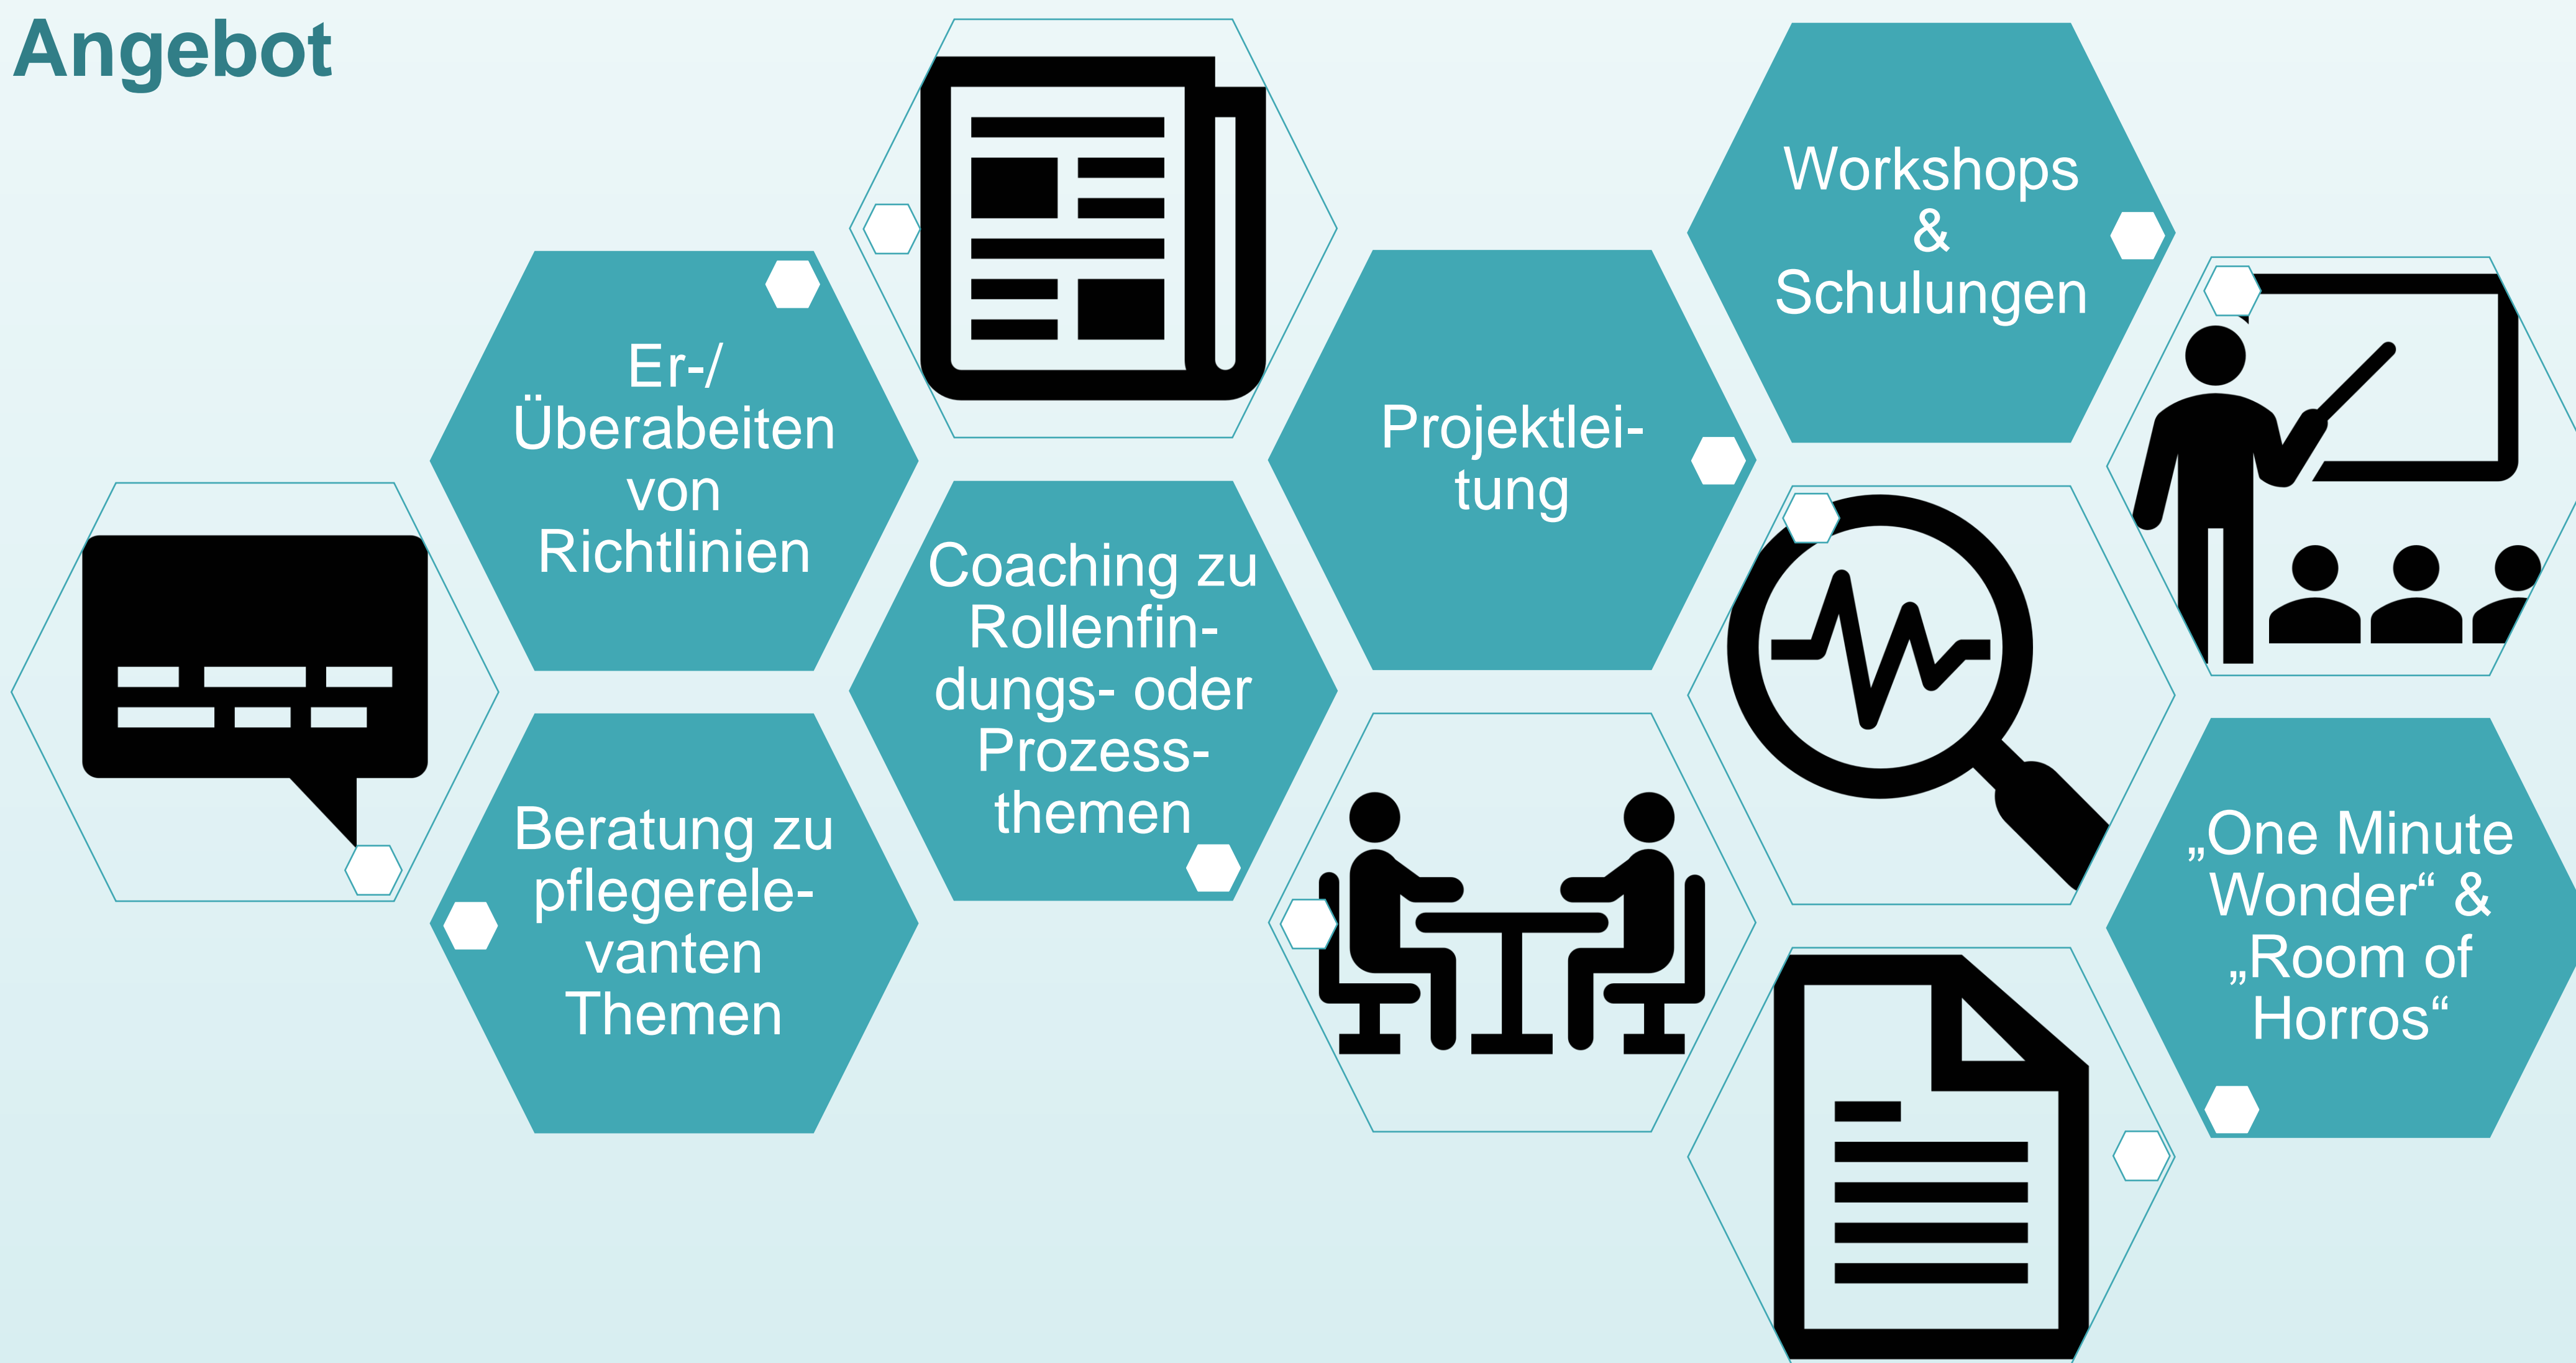 Angebot
Er-/
Überabeiten
von
Richtlinien
Beratung zu
pflegerele-
vanten
Themen
Coaching zu
Rollenfin-
dungs- oder
Prozess-
themen
Projektlei-
tung
Workshops
&
Schulungen
„One Minute
Wonder“ &
„Room of
Horros“